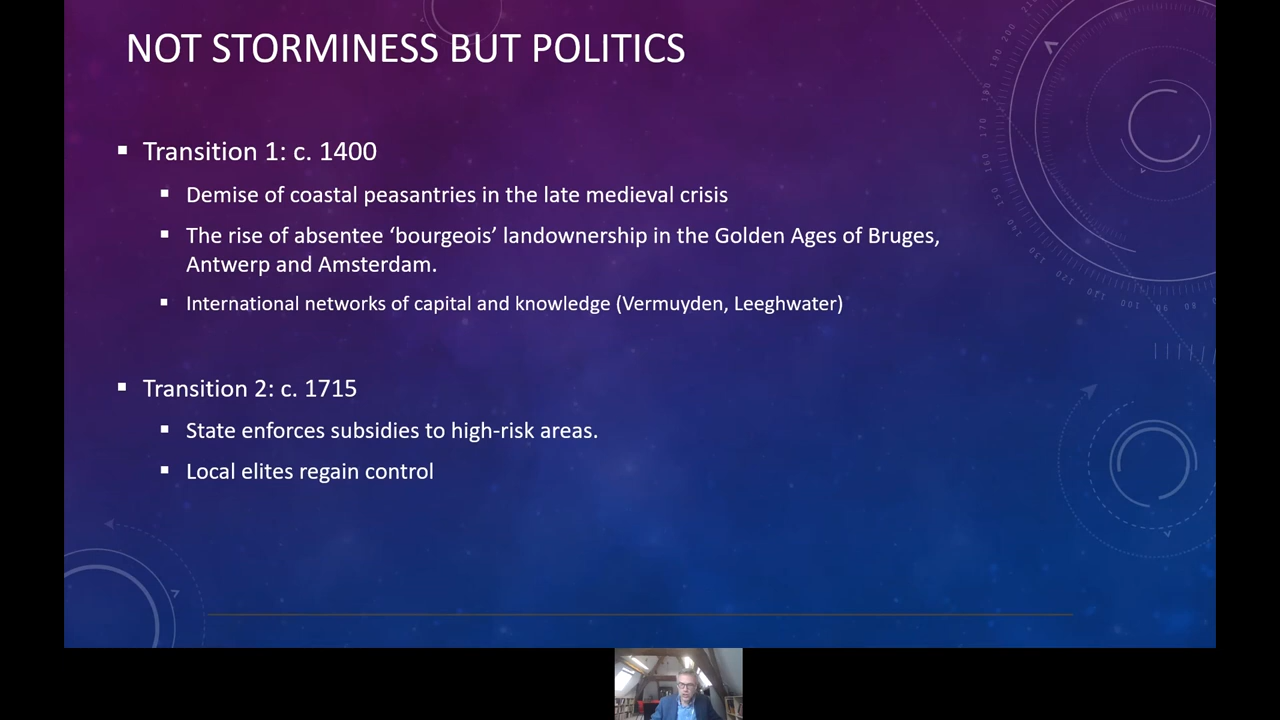 NOT STORMINESS BUT POLITICS
Transition 1: c. 1400
Demise of coastal peasantries in the late medieval crisis
The rise of absentee ‘bourgeois’ landownership in the Golden Ages of Bruges,
Antwerp and Amsterdam.
International networks of capital and knowledge (Vermuyden, Leeghwater)
Transition 2: c. 1715
State enforces subsidies to high-risk areas.
Local elites regain control